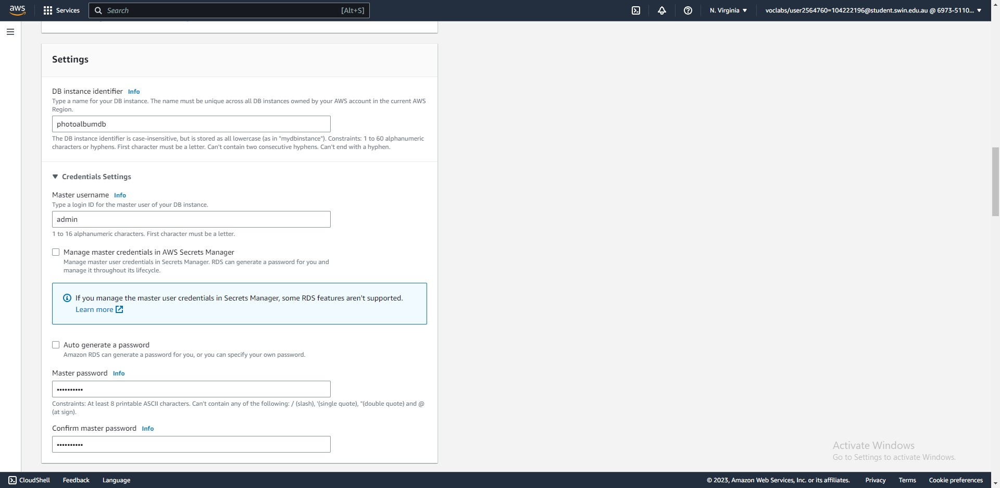 aws
Services
Search
[Alt+S]
N. Virginia
voclabs/user2564760=104222196@student.swin.edu.au @ 6973-5110...
Settings
DB instance identifier Info
Type a name for your DB instance. The name must be unique across all DB instances owned by your AWS account in the current AWS
Region.
photoalbumdb
The DB instance identifier is case-insensitive, but is stored as all lowercase (as in "mydbinstance"). Constraints: 1 to 60 alphanumeric
characters or hyphens. First character must be a letter. Can't contain two consecutive hyphens. Can't end with a hyphen.
Credentials Settings
Master username Info
Type a login ID for the master user of your DB instance.
admin
1 to 16 alphanumeric characters. First character must be a letter.
Manage master credentials in AWS Secrets Manager
Manage master user credentials in Secrets Manager. RDS can generate a password for you and
manage it throughout its lifecycle.
If you manage the master user credentials in Secrets Manager, some RDS features aren't supported.
Learn more
Auto generate a password
Amazon RDS can generate a password for you, or you can specify your own password.
Master password Info
••••••••••
Constraints: At least 8 printable ASCII characters. Can't contain any of the following: / (slash), '(single quote), "(double quote) and @
(at sign).
Confirm master password Info
••••••••••
Activate Windows
Go to Settings to activate Windows.
CloudShell
Feedback
Language
© 2023, Amazon Web Services, Inc. or its affiliates.
Privacy
Terms
Cookie preferences